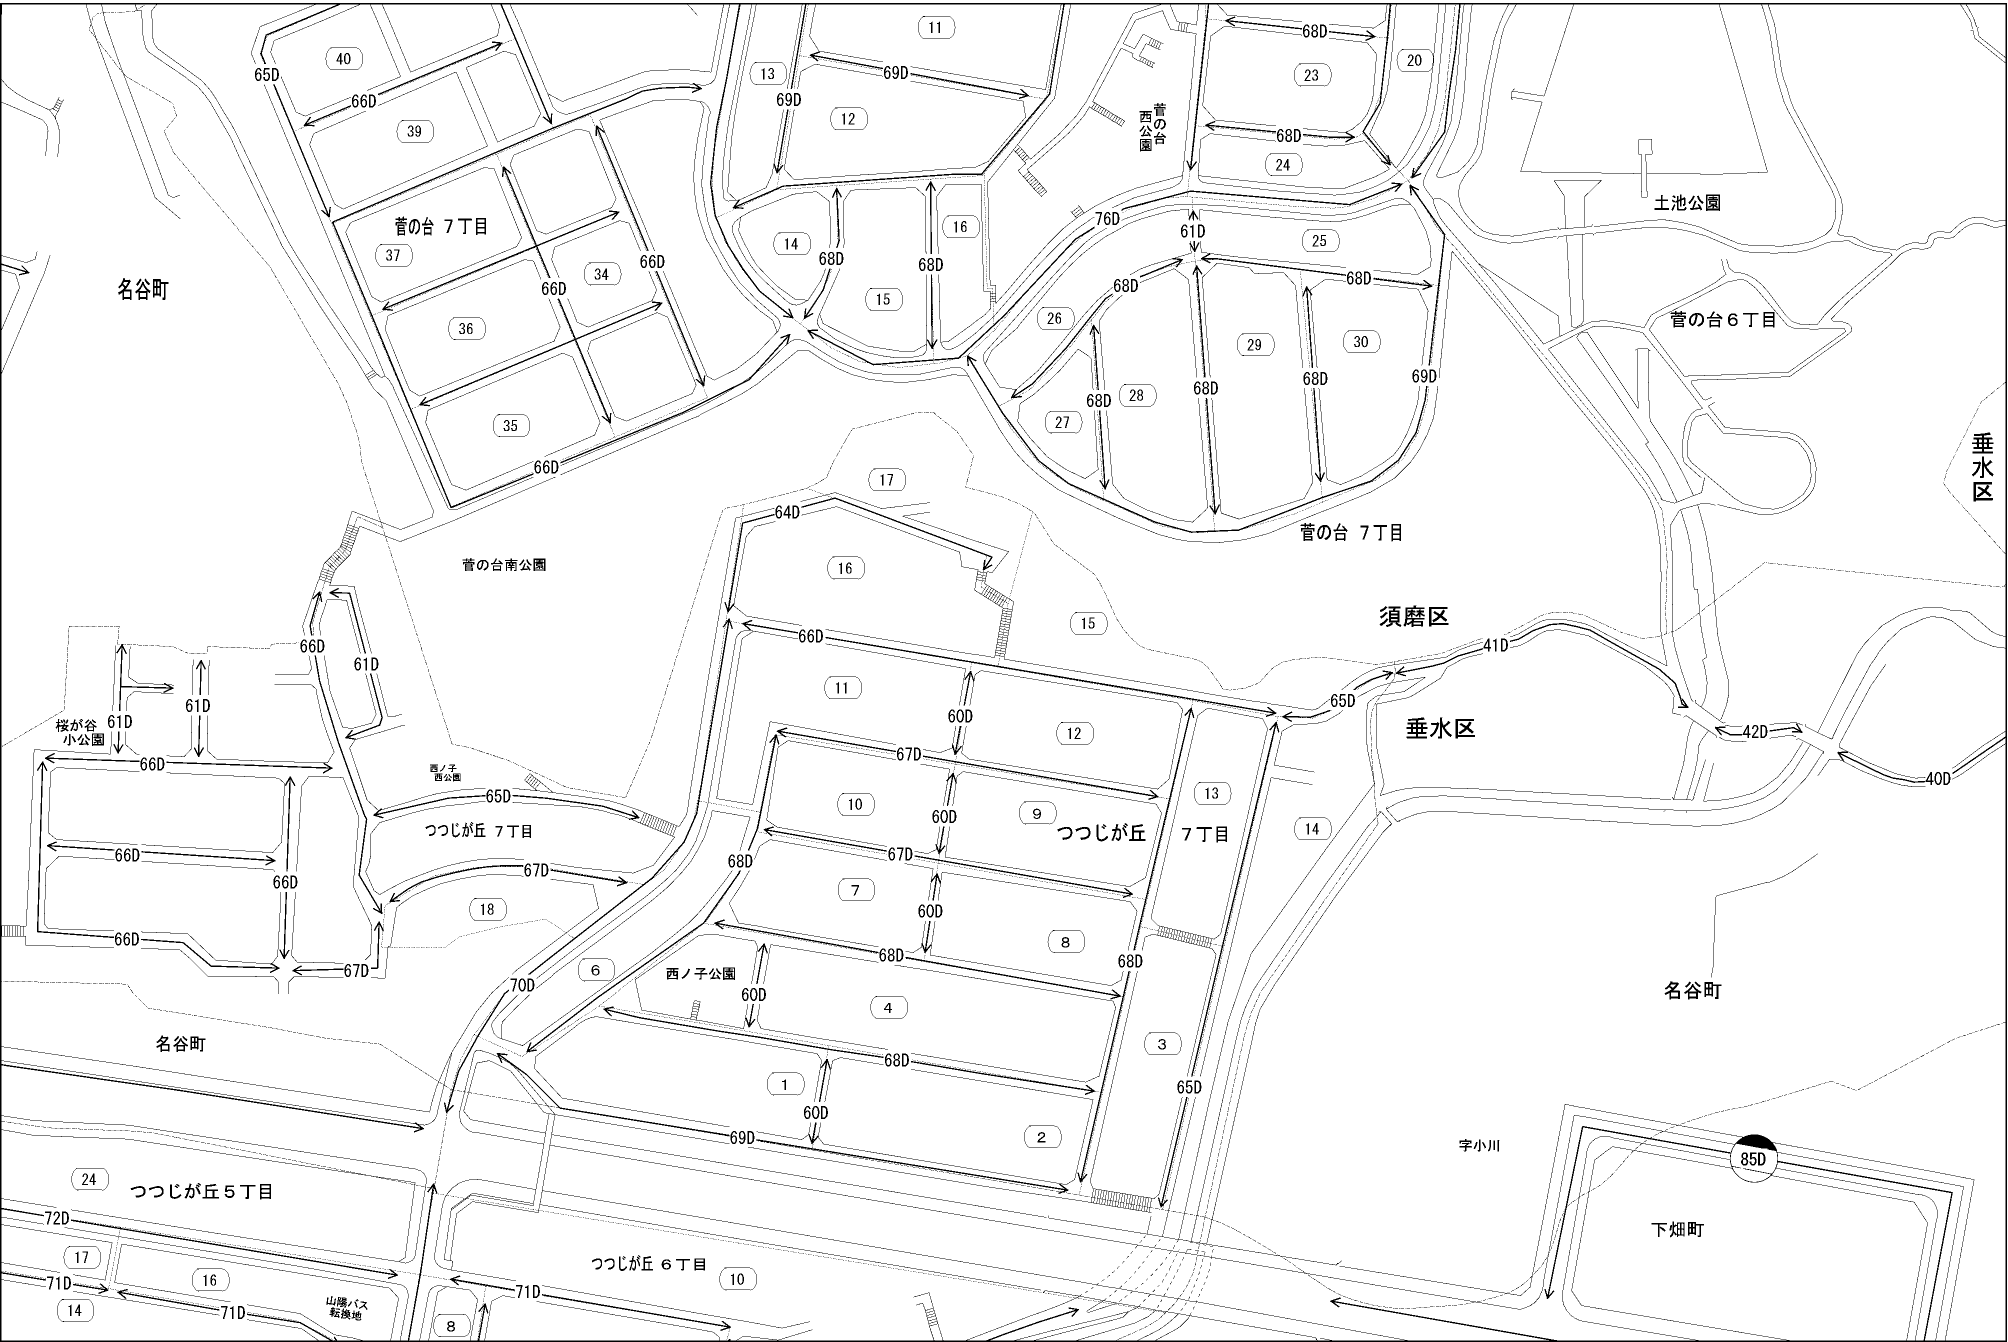 11
68D
20
40
65D
13
69D
23
66D
69D
菅の台
西公園
39
12
68D
24
土池公園
菅の台 7丁目
37
14
16
76D
61D
25
66D
34
68D
68D
68D
68D
名谷町
66D
15
36
26
菅の台6丁目
29
30
69D
68D
68D
68D
28
27
35
66D
垂水区
17
64D
菅の台 7丁目
菅の台南公園
16
15
須磨区
66D
66D
61D
41D
11
65D
61D
61D
60D
桜が谷
小公園
12
垂水区
42D
66D
67D
西ノ子
西公園
40D
65D
10
13
9
60D
つつじが丘 7丁目
つつじが丘
7丁目
14
66D
67D
68D
67D
66D
7
18
60D
66D
8
68D
67D
6
西ノ子公園
70D
68D
60D
4
名谷町
名谷町
3
68D
1
65D
60D
69D
2
字小川
85D
24
つつじが丘5丁目
72D
下畑町
17
つつじが丘 6丁目
16
10
71D
71D
14
71D
山陽バス
転換地
8